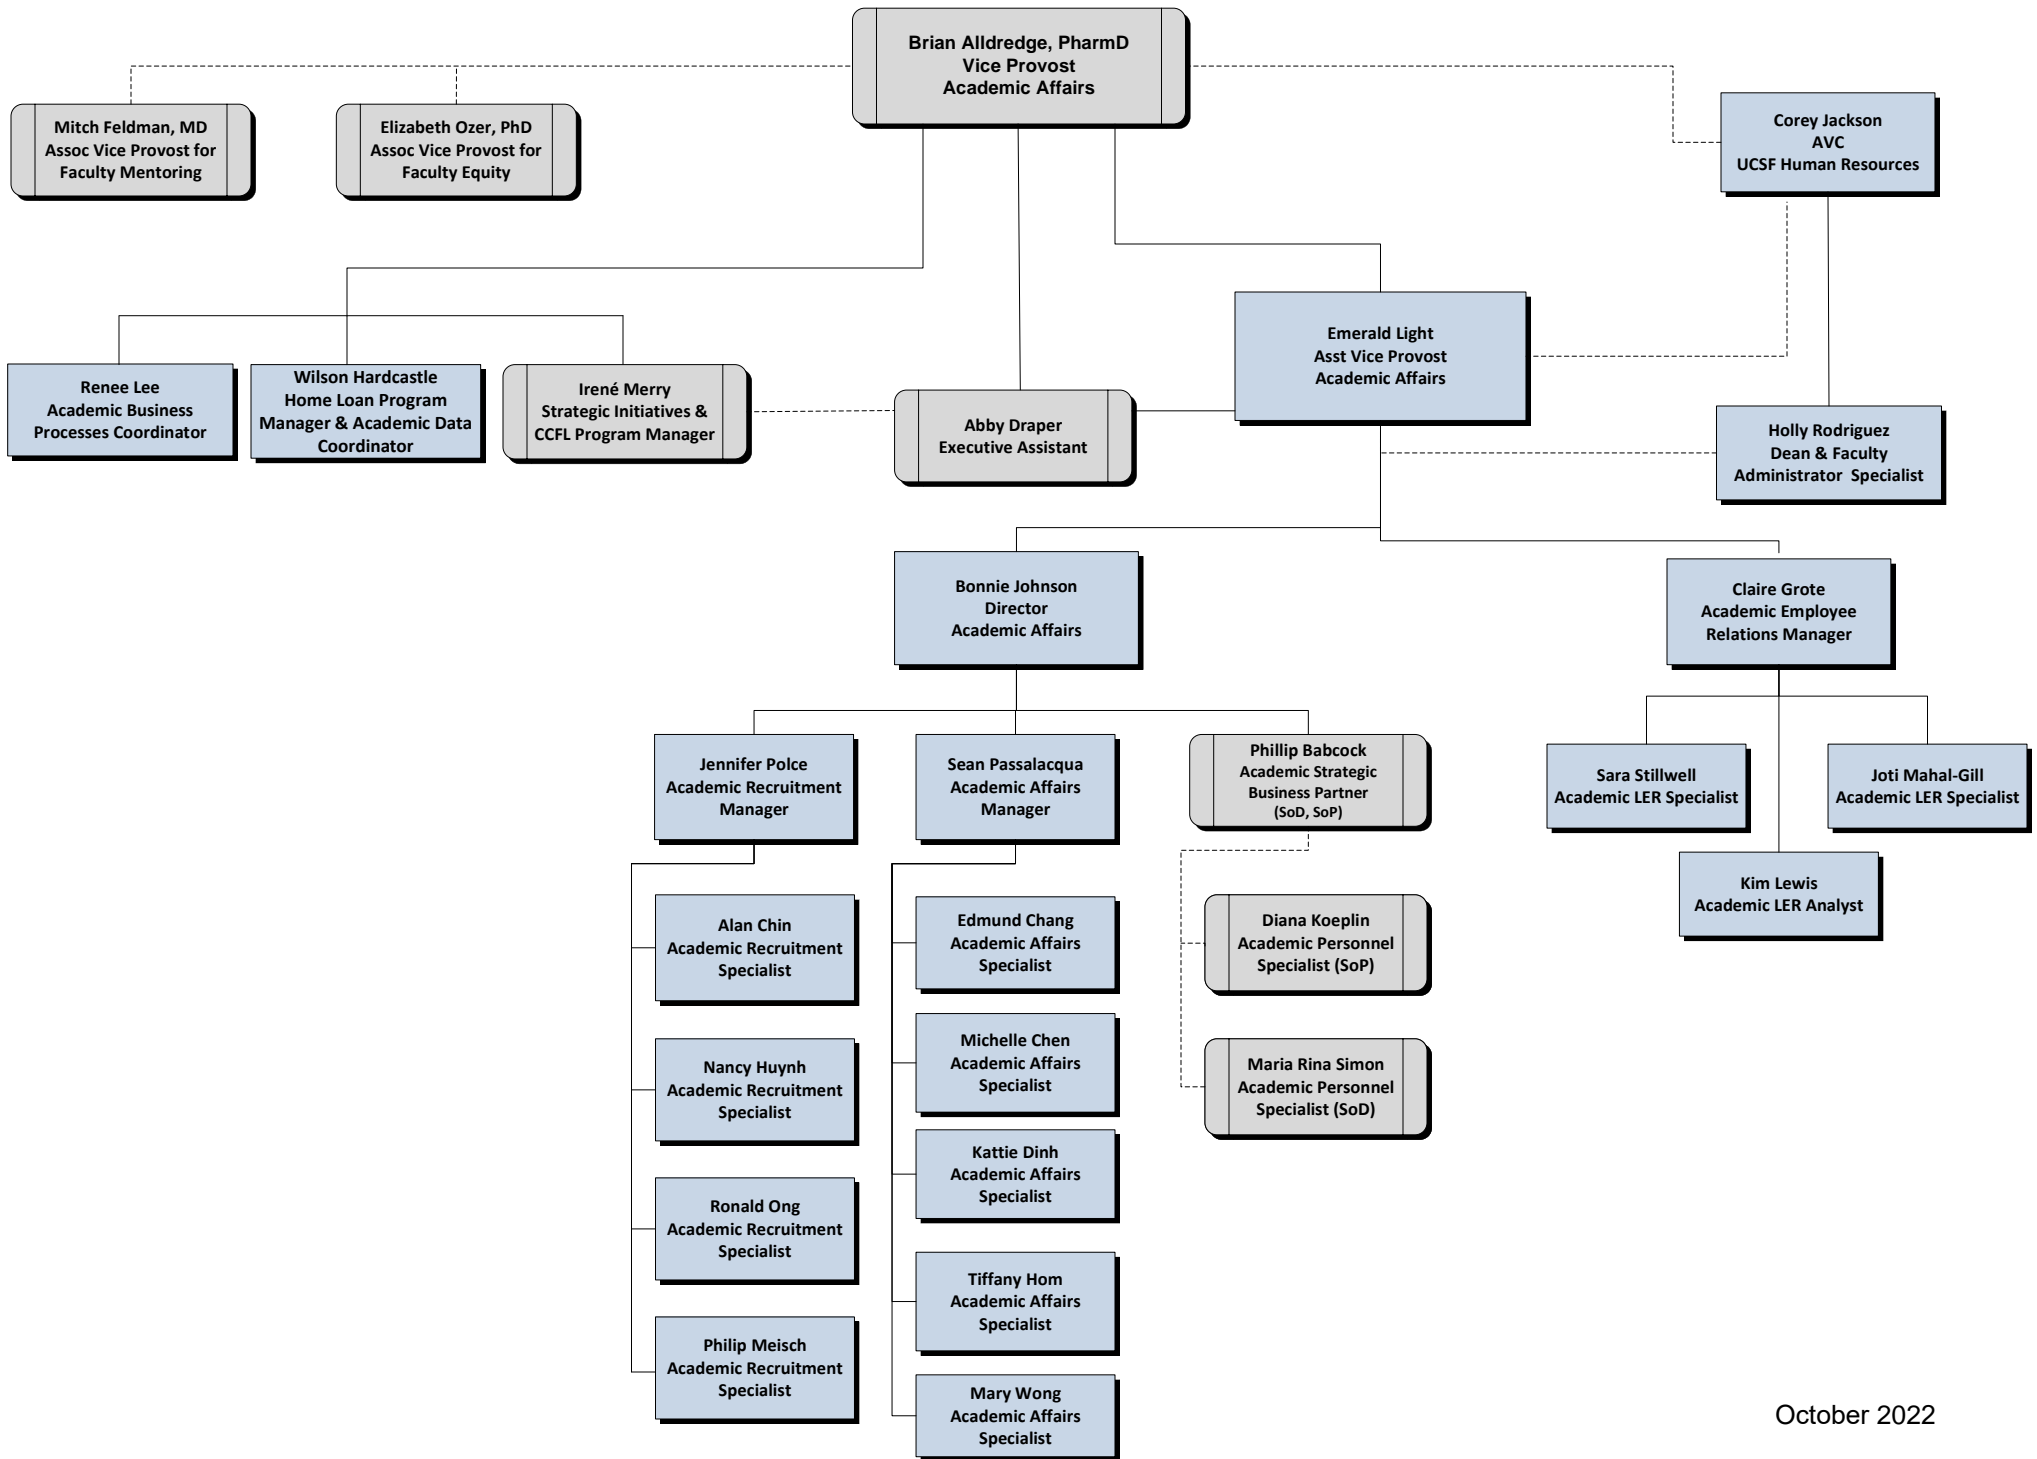 Brian Alldredge, PharmD
Vice Provost
Academic Affairs
Mitch Feldman, MD
Assoc Vice Provost for
Faculty Mentoring
Elizabeth Ozer, PhD
Assoc Vice Provost for
Faculty Equity
Corey Jackson
AVC
UCSF Human Resources
Emerald Light
Asst Vice Provost
Academic Affairs
Renee Lee
Academic Business
Processes Coordinator
Wilson Hardcastle
Home Loan Program
Manager & Academic Data
Coordinator
Irené Merry
Strategic Initiatives &
CCFL Program Manager
Abby Draper
Executive Assistant
Holly Rodriguez
Dean & Faculty
Administrator  Specialist
Bonnie Johnson
Director
Academic Affairs
Claire Grote
Academic Employee
Relations Manager
Jennifer Polce
Academic Recruitment
Manager
Sean Passalacqua
Academic Affairs
Manager
Phillip Babcock
Academic Strategic
Business Partner
(SoD, SoP)
Sara Stillwell
Academic LER Specialist
Joti Mahal-Gill
Academic LER Specialist
Kim Lewis
Academic LER Analyst
Alan Chin
Academic Recruitment
Specialist
Nancy Huynh
Academic Recruitment
Specialist
Ronald Ong
Academic Recruitment
Specialist
Philip Meisch
Academic Recruitment
Specialist
Edmund Chang
Academic Affairs
Specialist
Michelle Chen
Academic Affairs
Specialist
Kattie Dinh
Academic Affairs
Specialist
Tiffany Hom
Academic Affairs
Specialist
Mary Wong
Academic Affairs
Specialist
Diana Koeplin
Academic Personnel
Specialist (SoP)
Maria Rina Simon
Academic Personnel
Specialist (SoD)
October 2022